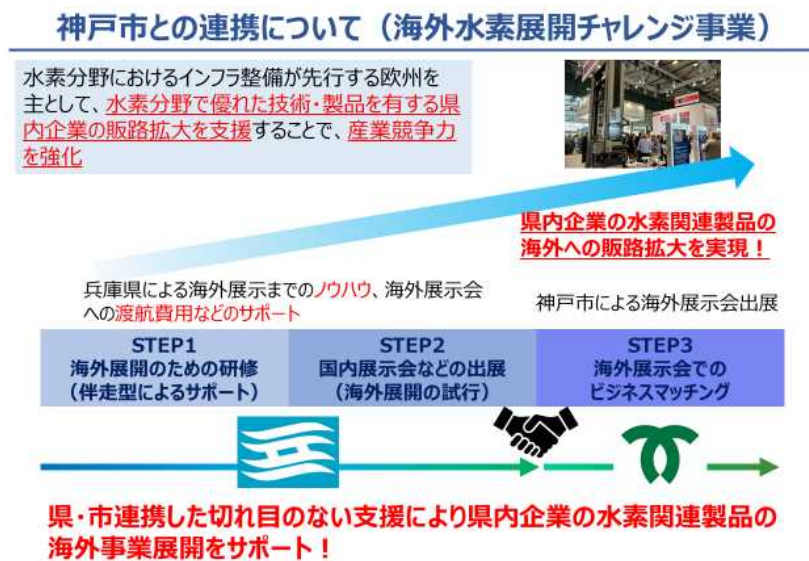 神戸市との連携について（海外水素展開チャレンジ事業）
水素分野におけるインフラ整備が先行する欧州を
主として、水素分野で優れた技術・製品を有する県
内企業の販路拡大を支援することで、産業競争力
を強化
県内企業の水素関連製品の
海外への販路拡大を実現！
兵庫県による海外展示までのノウハウ、海外展示会
への渡航費用などのサポート
神戸市による海外展示会出展
STEP1
海外展開のための研修
（伴走型によるサポート）
STEP2
国内展示会などの出展
（海外展開の試行）
STEP3
海外展示会での
ビジネスマッチング
県・市連携した切れ目のない支援により県内企業の水素関連製品の
海外事業展開をサポート！